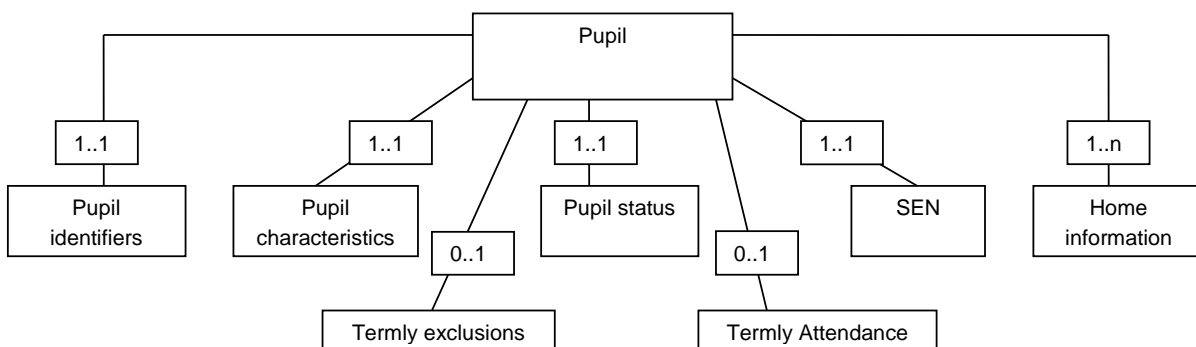 Pupil
1..1
1..1
1..1
1..1
1..n
Pupil
identifiers
Pupil
characteristics
Pupil status
SEN
Home
information
0..1
0..1
Termly exclusions
Termly Attendance